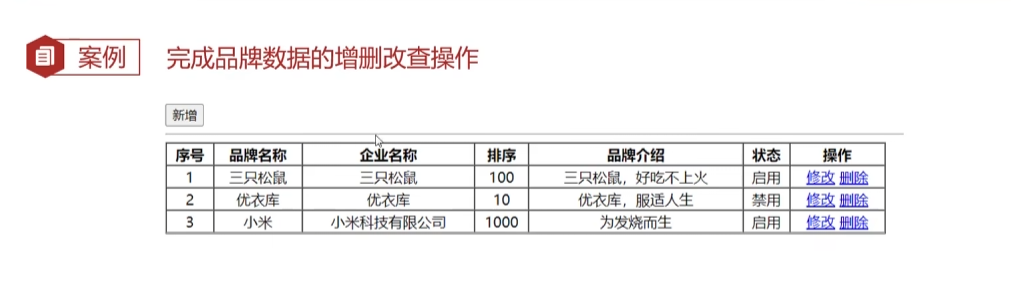 案例 完成品牌数据的增删改查操作
新增
序号 品牌名称 企业名称 排序 品牌介绍 状态 操作
1 三只松鼠 三只松鼠 100 三只松鼠，好吃不上火 启用 修改 删除
2 优衣库 优衣库 10 优衣库，服适人生 禁用 修改 删除
3 小米 小米科技有限公司 1000 为发烧而生 启用 修改 删除